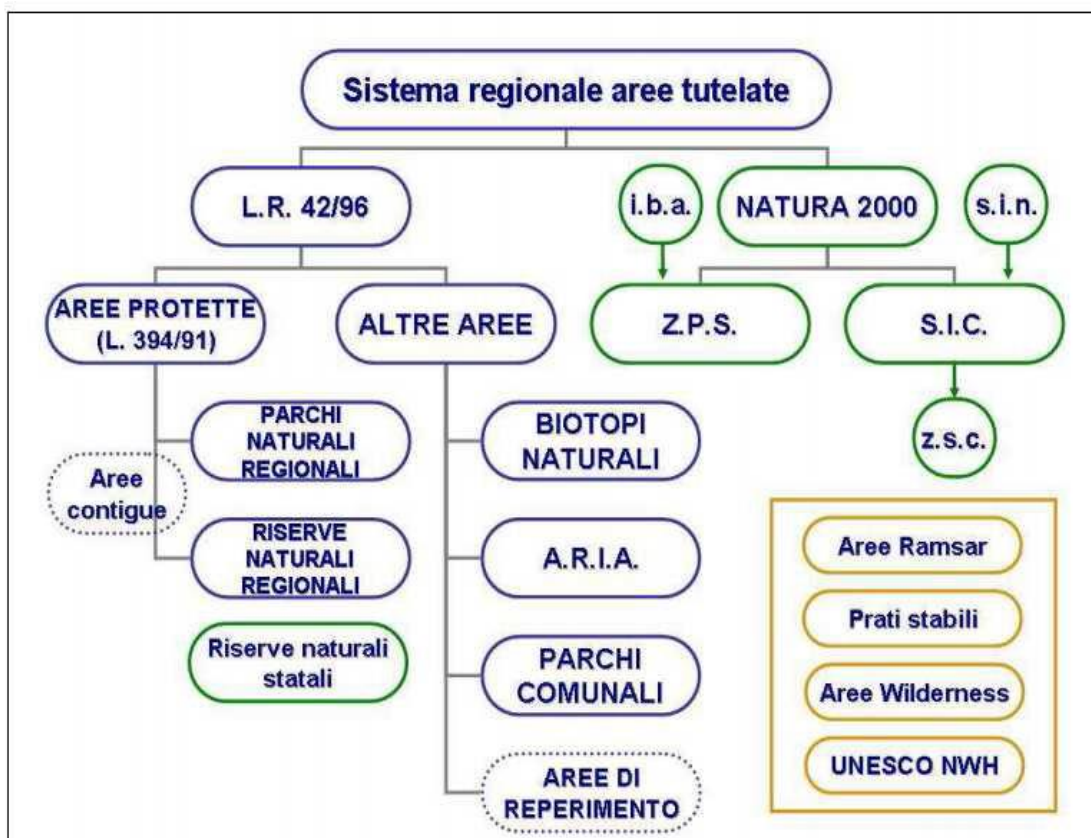 Sistema regionale aree tutelate
L.R. 42/96
i.b.a.
NATURA 2000
s.i.n.
AREE PROTETTE
(L. 394/91)
ALTRE AREE
Z.P.S.
S.I.C.
PARCHI
NATURALI
REGIONALI
BIOTOPI
NATURALI
z.s.c.
Aree
contigue
RISERVE
NATURALI
REGIONALI
A.R.I.A.
Aree Ramsar
Prati stabili
Riserve naturali
statali
PARCHI
COMUNALI
Aree Wilderness
UNESCO NWH
AREE DI
REPERIMENTO